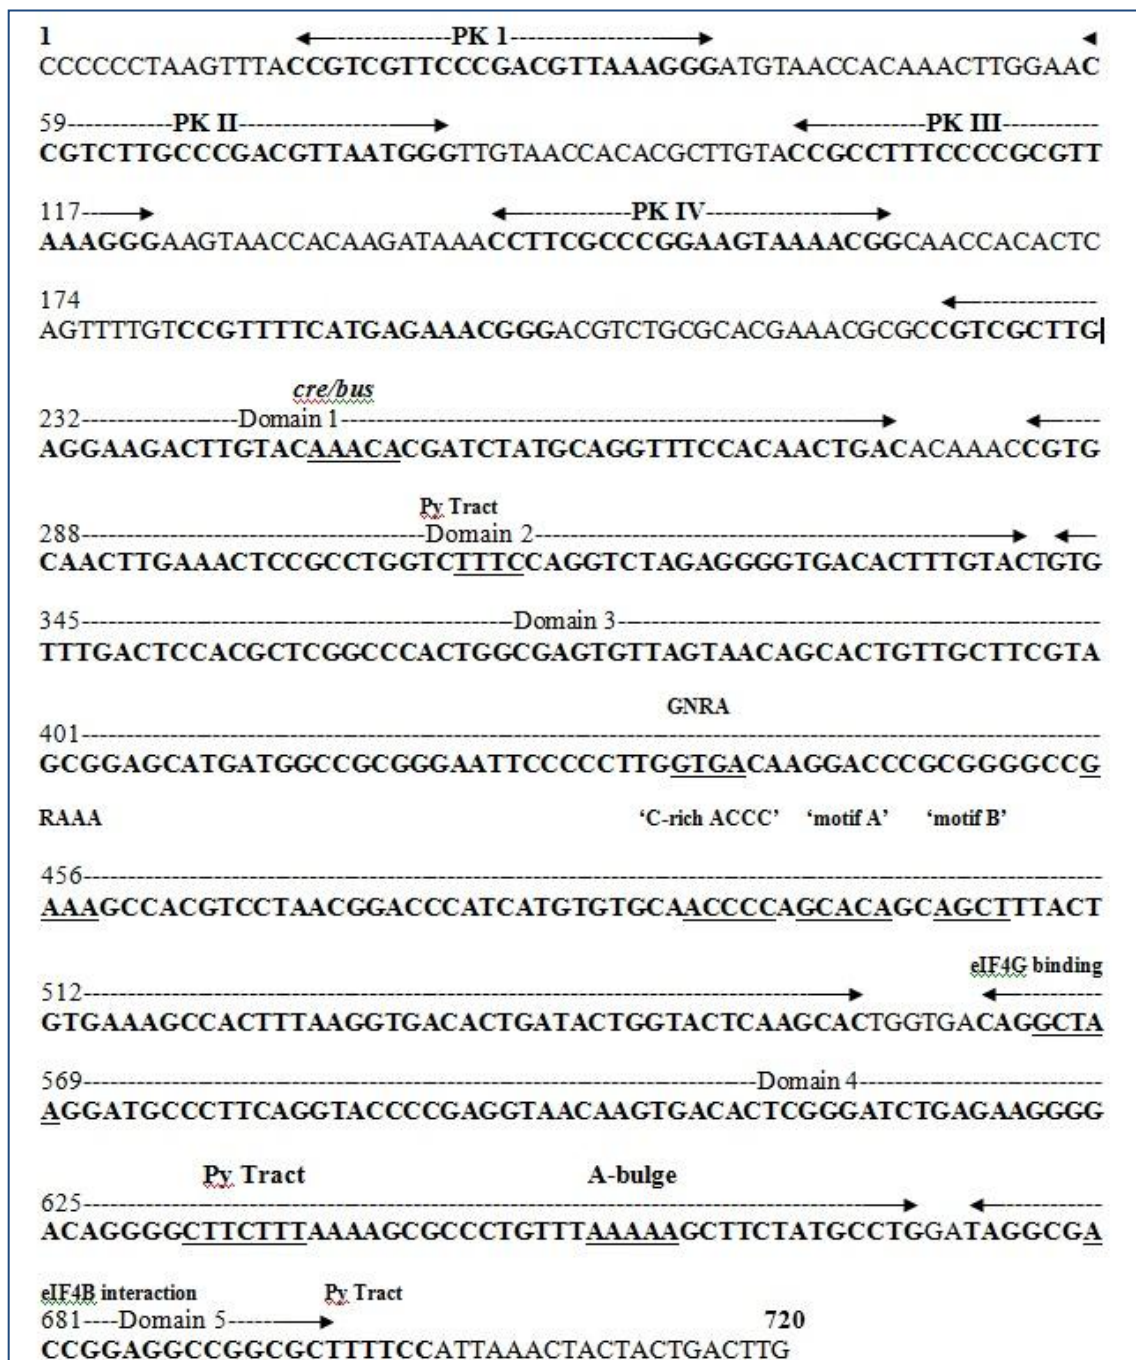 1 ◄--------------PK 1--------------------► ◄
CCCCCCTAAGTTTACCGTCGTTCCCGACGTTAAAGGGATGTAACCACAAACTTGGAAC
59------------PK II-----------------------► ◄--------------PK III-----------
CGTCTTGCCCGACGTTAATGGGTTGTAACCACACGCTTGTACCGCCTTTCCCCGCGTT
117------► ◄--------------PK IV--------------------►
AAAGGGAAGTAACCACAAGATAAACCTTCGCCCGGAAGTAAAACGGCAACCACACTC
174 ◄--------------
AGTTTTGTCCGTTTTCATGAGAAACGGGACGTCTGCGCACGAAACGCGCCGTCGCTTG
cre/bus
232----------------Domain 1--------------------------------------------------------► ◄------
AGGAAGACTTGTACAAACACGATCTATGCAGGTTTCCACAACTGACACAAACCGTG
Py Tract
288-----------------------------------Domain 2------------------------------------------------► ◄---
CAACTTGAAACTCCGCCTGGTCTTTCCAGGTCTAGAGGGGTGACACTTTGTACTGTG
345--------------------------------------------Domain 3-------------------------------------------------
TTTGACTCCACGCTCGGCCCACTGGCGAGTGTTAGTAACAGCACTGTTGCTTCGTA
GNRA
401---------------------------------------------------------------------------------------------------------
GCGGAGCATGATGGCCGCGGGAATTCCCCCTTGGTGACAAGGACCCGCGGGGCCG
RAAA ‘C-rich ACCC’ ‘motif A’ ‘motif B’
456---------------------------------------------------------------------------------------------------------
AAAGCCACGTCCTAACGGACCCATCATGTGTGCAACCCCAGCACAGCAGCTTTACT
eIF4G binding
512------------------------------------------------------------------------------► ◄----------
GTGAAAGCCACTTTAAGGTGACACTGATACTGGTACTCAAGCACTGGTGACAGGCTA
569--------------------------------------------------------------------Domain 4------------------------
AGGATGCCCTTCAGGTACCCCGAGGTAACAAGTGACACTCGGGATCTGAGAAGGGG
Py Tract A-bulge
625------------------------------------------------------------------------------------► ◄------------
ACAGGGGCTTCTTTAAAAGCGCCCTGTTTAAAAAGCTTCTATGCCTGGATAGGCGA
eIF4B interaction Py Tract
681----Domain 5---------► 720
CCGGAGGCCGGCGCTTTTCCATTAAACTACTACTGACTTG